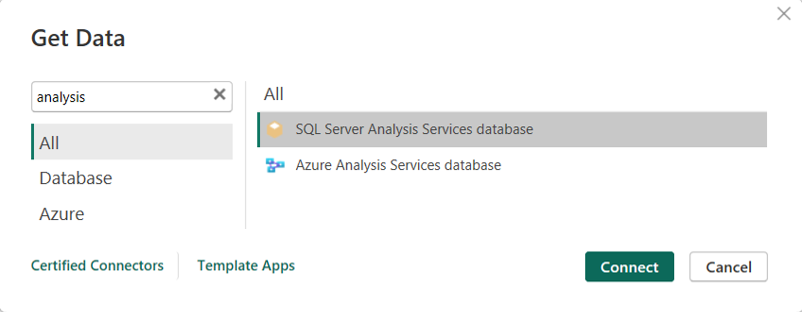 Get Data
analysis
All
Database
Azure
All
SQL Server Analysis Services database
Azure Analysis Services database
Certified Connectors
Template Apps
Connect
Cancel